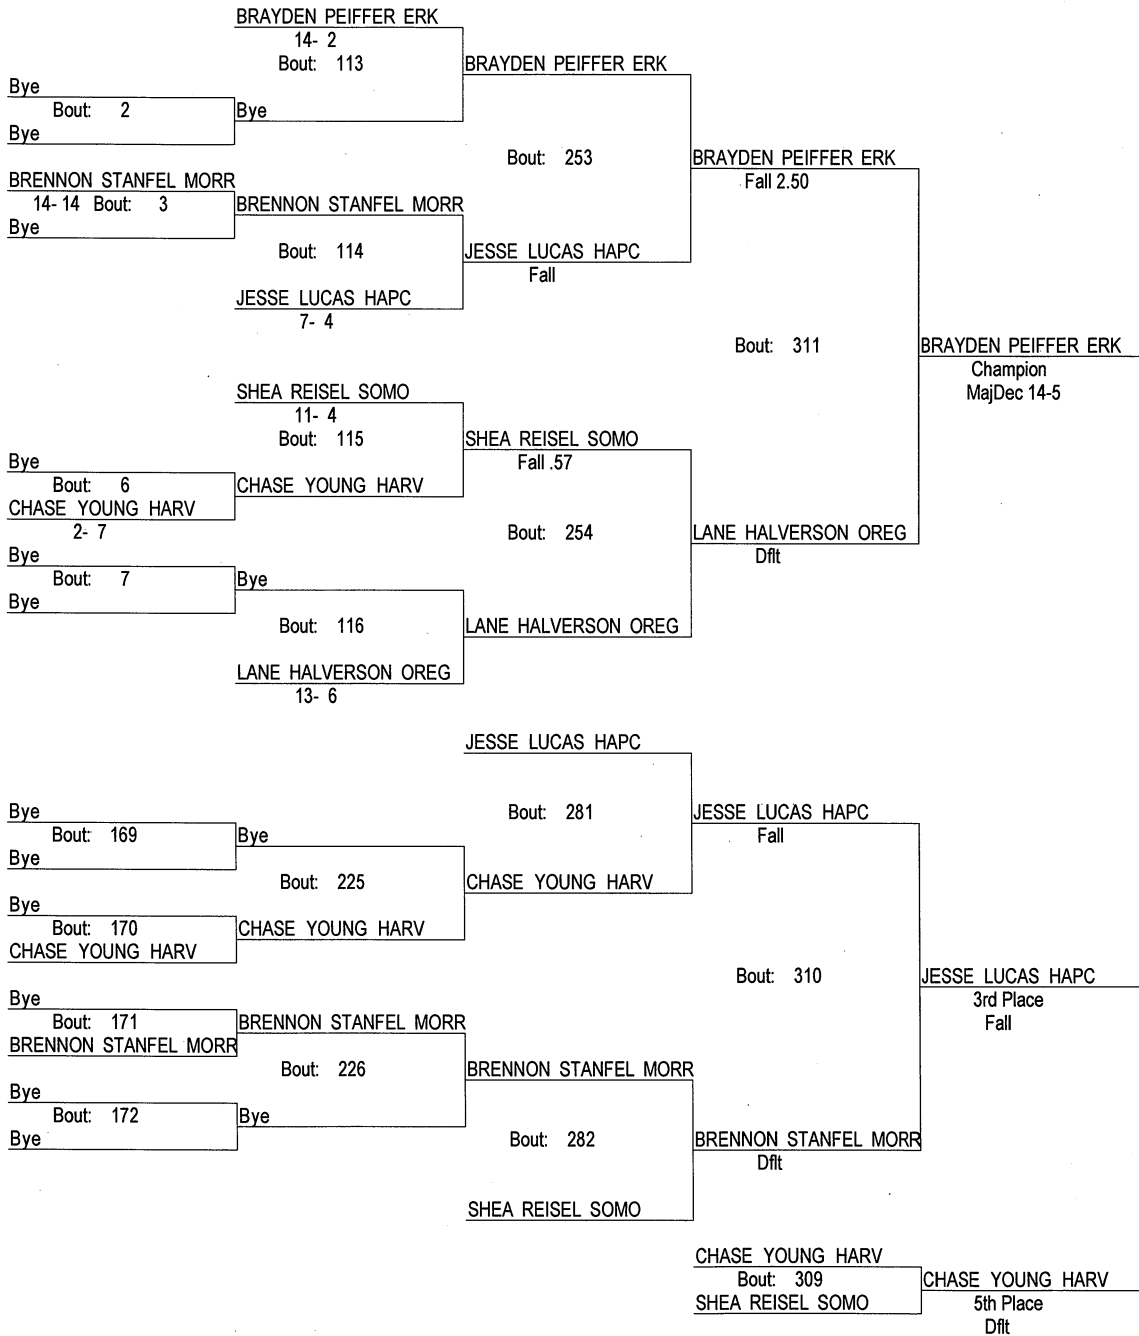 BRAYDEN PEIFFER ERK
14- 2
Bout: 113
BRAYDEN PEIFFER ERK
Bye
Bout: 2
Bye
Bye
Bout: 253
BRAYDEN PEIFFER ERK
Fall 2.50
BRENNON STANFEL MORR
14- 14 Bout: 3
BRENNON STANFEL MORR
Bye
Bout: 114
JESSE LUCAS HAPC
Fall
JESSE LUCAS HAPC
7- 4
Bout: 311
BRAYDEN PEIFFER ERK
Champion
MajDec 14-5
SHEA REISEL SOMO
11- 4
Bout: 115
SHEA REISEL SOMO
Fall .57
Bye
Bout: 6
CHASE YOUNG HARV
CHASE YOUNG HARV
2- 7
Bout: 254
LANE HALVERSON OREG
Dflt
Bye
Bout: 7
Bye
Bye
Bout: 116
LANE HALVERSON OREG
LANE HALVERSON OREG
13- 6
JESSE LUCAS HAPC
Bout: 281
JESSE LUCAS HAPC
Fall
Bye
Bout: 169
Bye
Bye
Bout: 225
CHASE YOUNG HARV
Bye
Bout: 170
CHASE YOUNG HARV
CHASE YOUNG HARV
Bout: 310
JESSE LUCAS HAPC
3rd Place
Fall
Bye
Bout: 171
BRENNON STANFEL MORR
BRENNON STANFEL MORR
Bout: 226
BRENNON STANFEL MORR
Bye
Bout: 172
Bye
Bye
Bout: 282
BRENNON STANFEL MORR
Dflt
SHEA REISEL SOMO
CHASE YOUNG HARV
Bout: 309
CHASE YOUNG HARV
SHEA REISEL SOMO
5th Place
Dflt